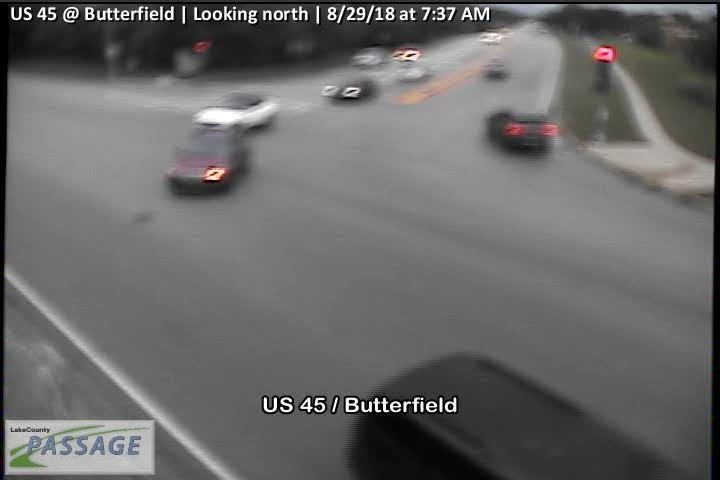 US 45 @ Butterfield | Looking north | 8/29/18 at 7:37 AM
US 45 / Butterfield
LakeCounty
PASSAGE